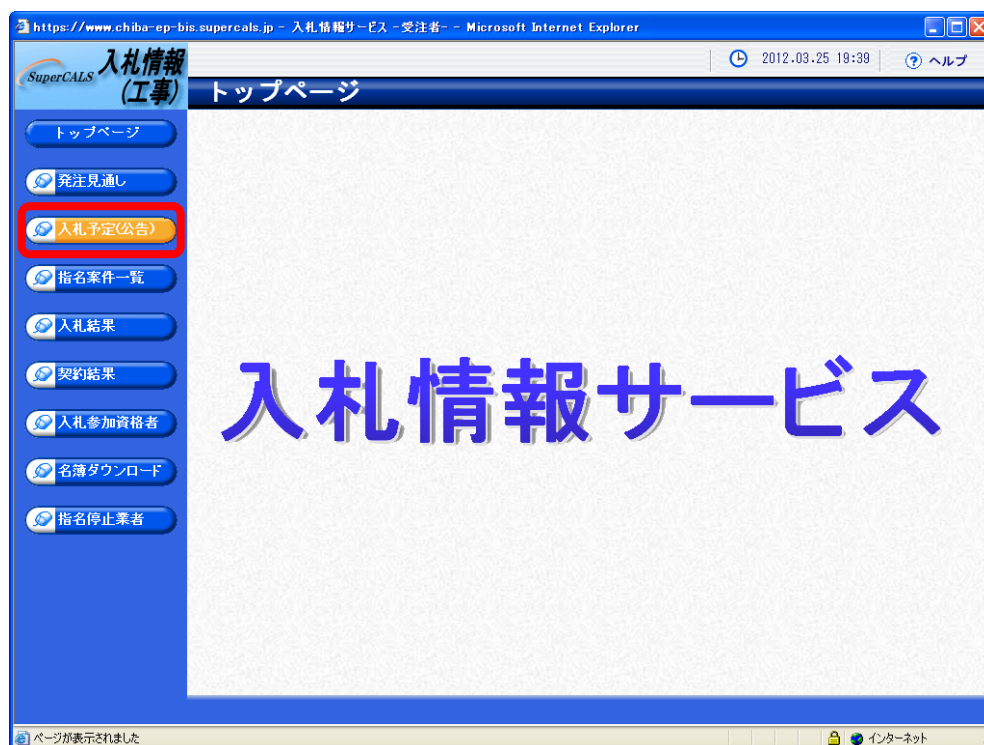 https://www.chiba-ep-bis.supercals.jp - 入札情報サービス -受注者- - Microsoft Internet Explorer
SuperCALS 入札情報
(工事)
2012.03.25 19:39
ヘルプ
トップページ
トップページ
発注見通し
入札予定(公告)
指名案件一覧
入札結果
契約結果
入札参加資格者
名簿ダウンロード
指名停止業者
入札情報サービス
ページが表示されました
インターネット